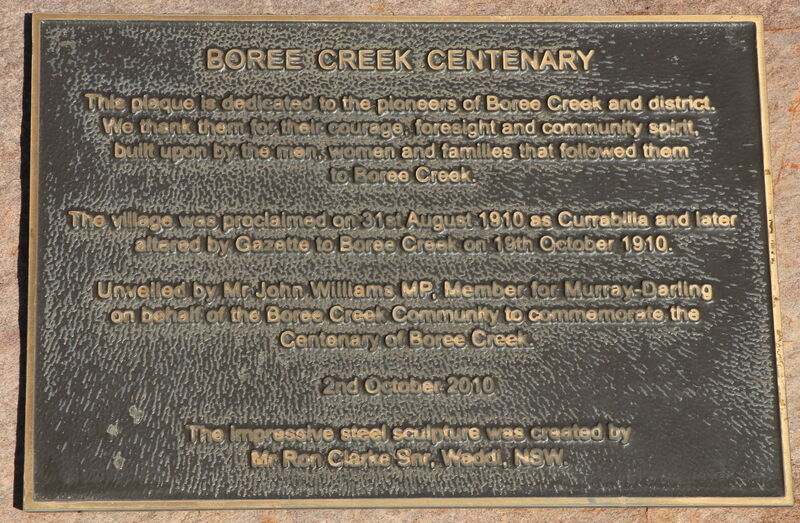 BOREE CREEK CENTENARY
This plaque is dedicated to the pioneers of Boree Creek and district.
We thank them for their courage, foresight and community spirit,
built upon by the men, women and families that followed them
to Boree Creek.
The village was proclaimed on 31st August 1910 as Currabilla and later
altered by Gazette to Boree Creek on 19th October 1910.
Unveiled by Mr John Williams MP, Member for Murray-Darling
on behalf of the Boree Creek Community to commemorate the
Centenary of Boree Creek.
2nd October 2010
The impressive steel sculpture was created by
Mr Ron Clarke Snr, Waddi, NSW.